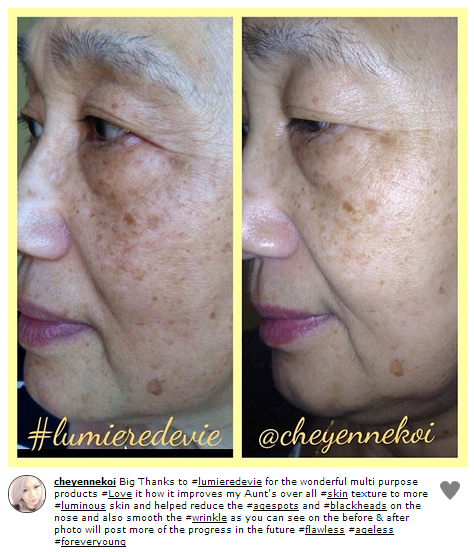 #lumieredevie
@cheyennekoi
cheyennekoi Big Thanks to #lumieredevie for the wonderful multi purpose
products #Love it how it improves my Aunt's over all #skin texture to more
#luminous skin and helped reduce the #agespots and #blackheads on the
nose and also smooth the #wrinkle as you can see on the before & after
photo will post more of the progress in the future #flawless #ageless
#foreveryoung